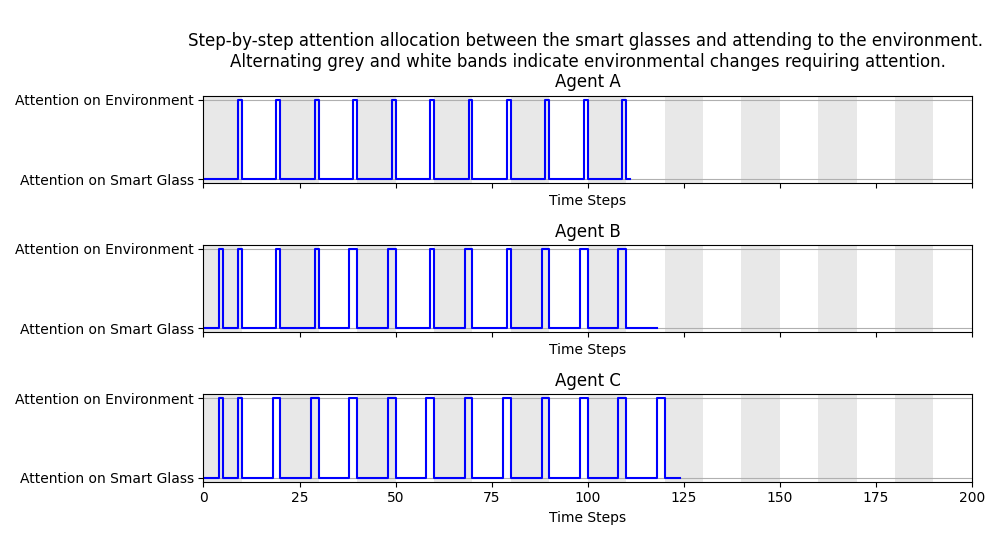 Step-by-step attention allocation between the smart glasses and attending to the environment.
Alternating grey and white bands indicate environmental changes requiring attention.
Agent A
Attention on Environment
Attention on Smart Glass
Time Steps
Agent B
Attention on Environment
Attention on Smart Glass
Time Steps
Agent C
Attention on Environment
Attention on Smart Glass
0 25 50 75 100 125 150 175 200
Time Steps